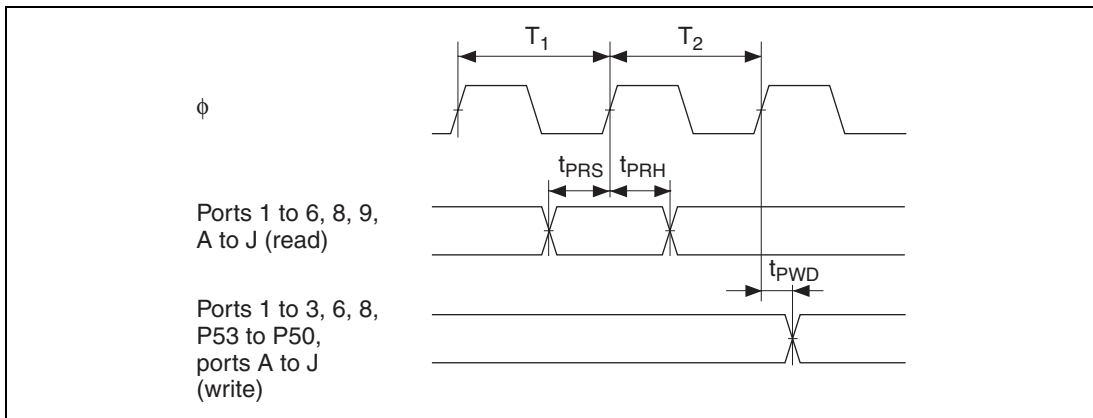 T1
T2
ϕ
tPRS
tPRH
Ports 1 to 6, 8, 9,
A to J (read)
tPWD
Ports 1 to 3, 6, 8,
P53 to P50,
ports A to J
(write)